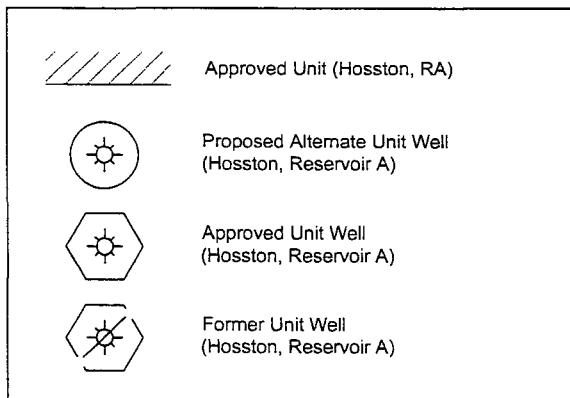 Approved Unit (Hosston, RA)
Proposed Alternate Unit Well
(Hosston, Reservoir A)
Approved Unit Well
(Hosston, Reservoir A)
Former Unit Well
(Hosston, Reservoir A)